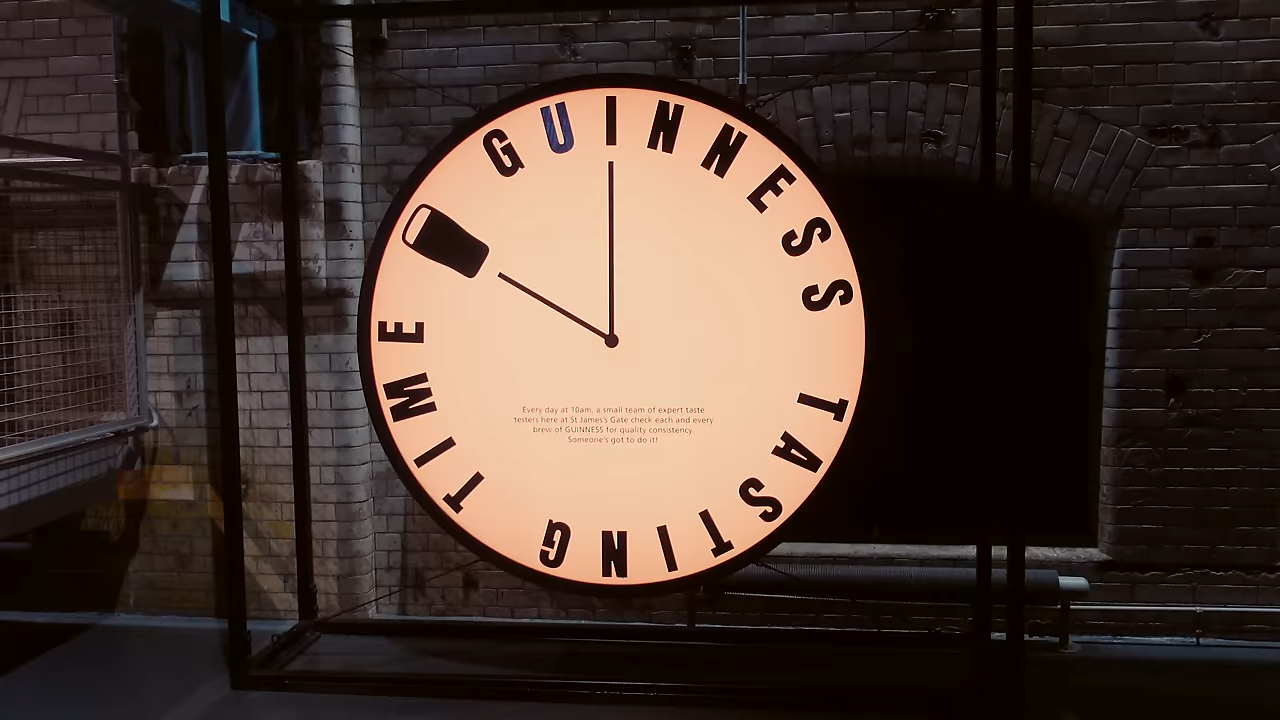 GUINNESS TASTING TIME
Every day at 10am, a small team of expert taste
testers here at St James's Gate check each and every
brew of GUINNESS for quality consistency.
Someone's got to do it!